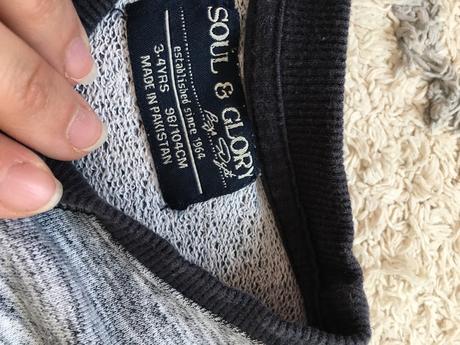 SOUL & GLORY
established since 1964
3.4YRS 98/104CM
MADE IN PAKISTAN